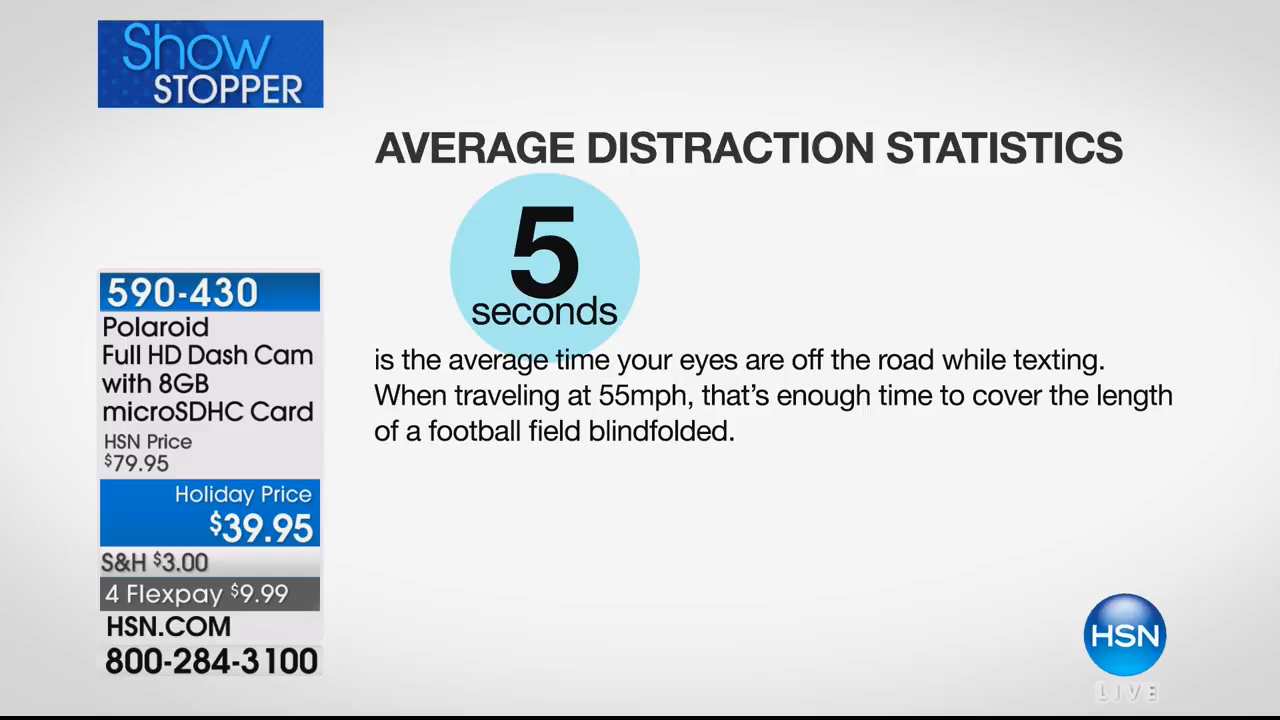 Show
STOPPER
AVERAGE DISTRACTION STATISTICS
5
seconds
is the average time your eyes are off the road while texting.
When traveling at 55mph, that's enough time to cover the length
of a football field blindfolded.
590-430
Polaroid
Full HD Dash Cam
with 8GB
microSDHC Card
HSN Price
$79.95
Holiday Price
$39.95
S&H $3.00
4 Flexpay $9.99
HSN.COM
800-284-3100
HSN
LIVE